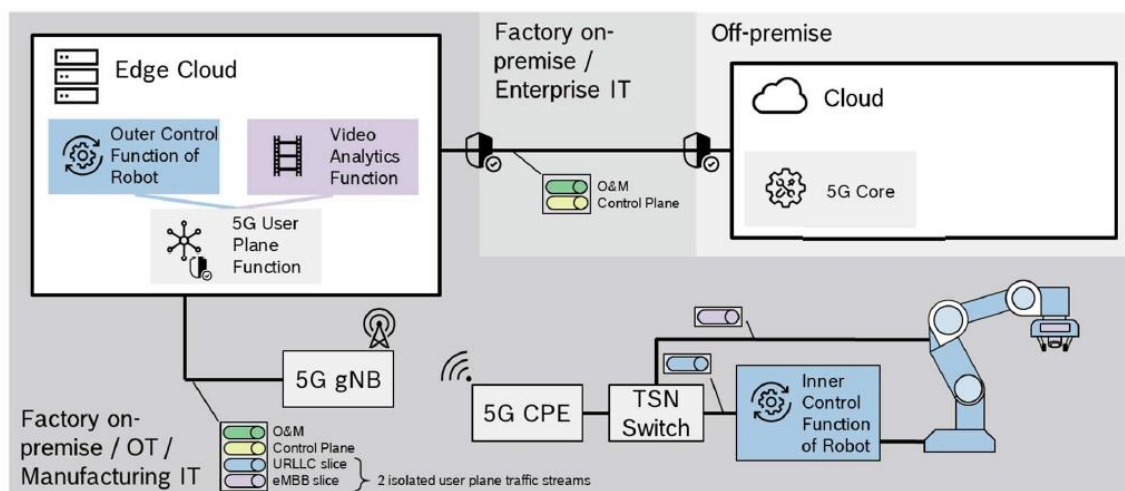 Edge Cloud
Outer Control
Function of
Robot
Video
Analytics
Function
5G User
Plane
Function
Factory on-
premise /
Enterprise IT
O&M
Control Plane
Off-premise
Cloud
5G Core
5G gNB
Factory on-
premise / OT /
Manufacturing IT
O&M
Control Plane
URLLC slice
eMBB slice
2 isolated user plane traffic streams
5G CPE
TSN
Switch
Inner
Control
Function
of Robot